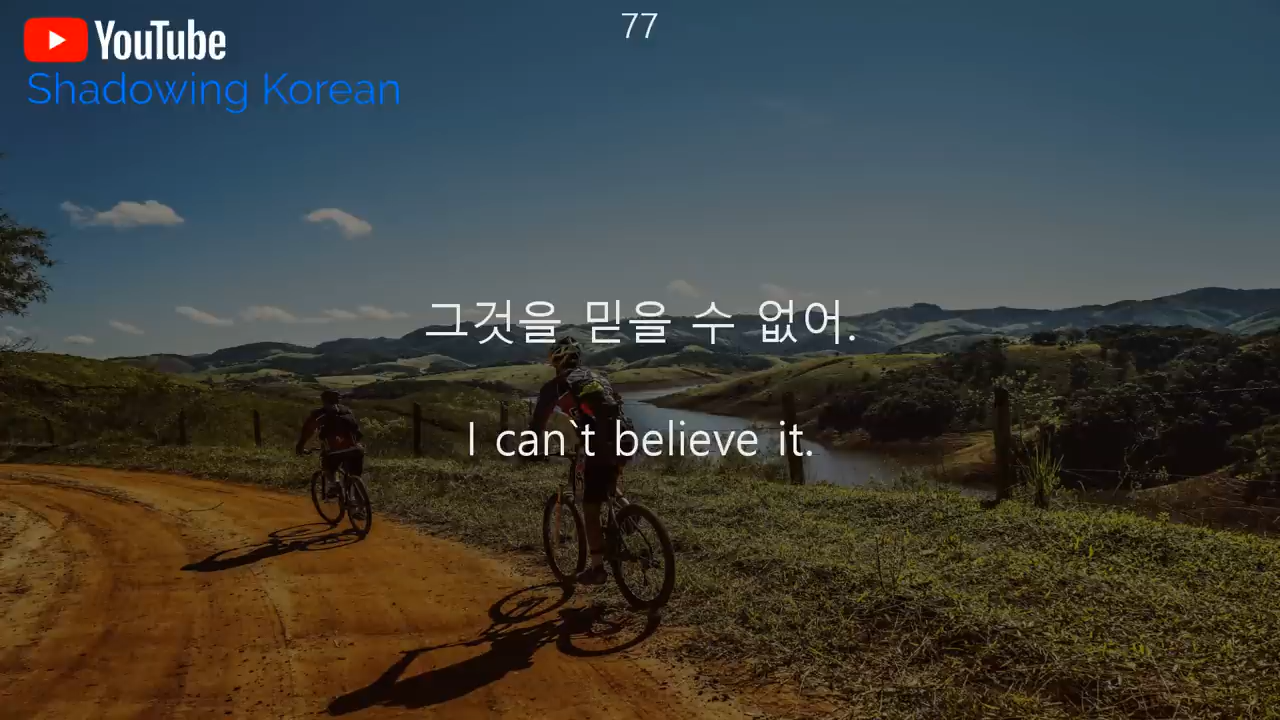 77
YouTube
Shadowing Korean
그것을 믿을 수 없어.
I can`t believe it.